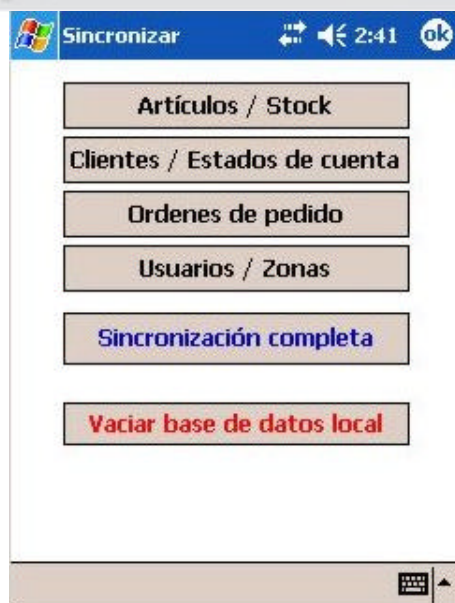 Sincronizar 2:41 ok
Artículos / Stock
Clientes / Estados de cuenta
Ordenes de pedido
Usuarios / Zonas
Sincronización completa
Vaciar base de datos local